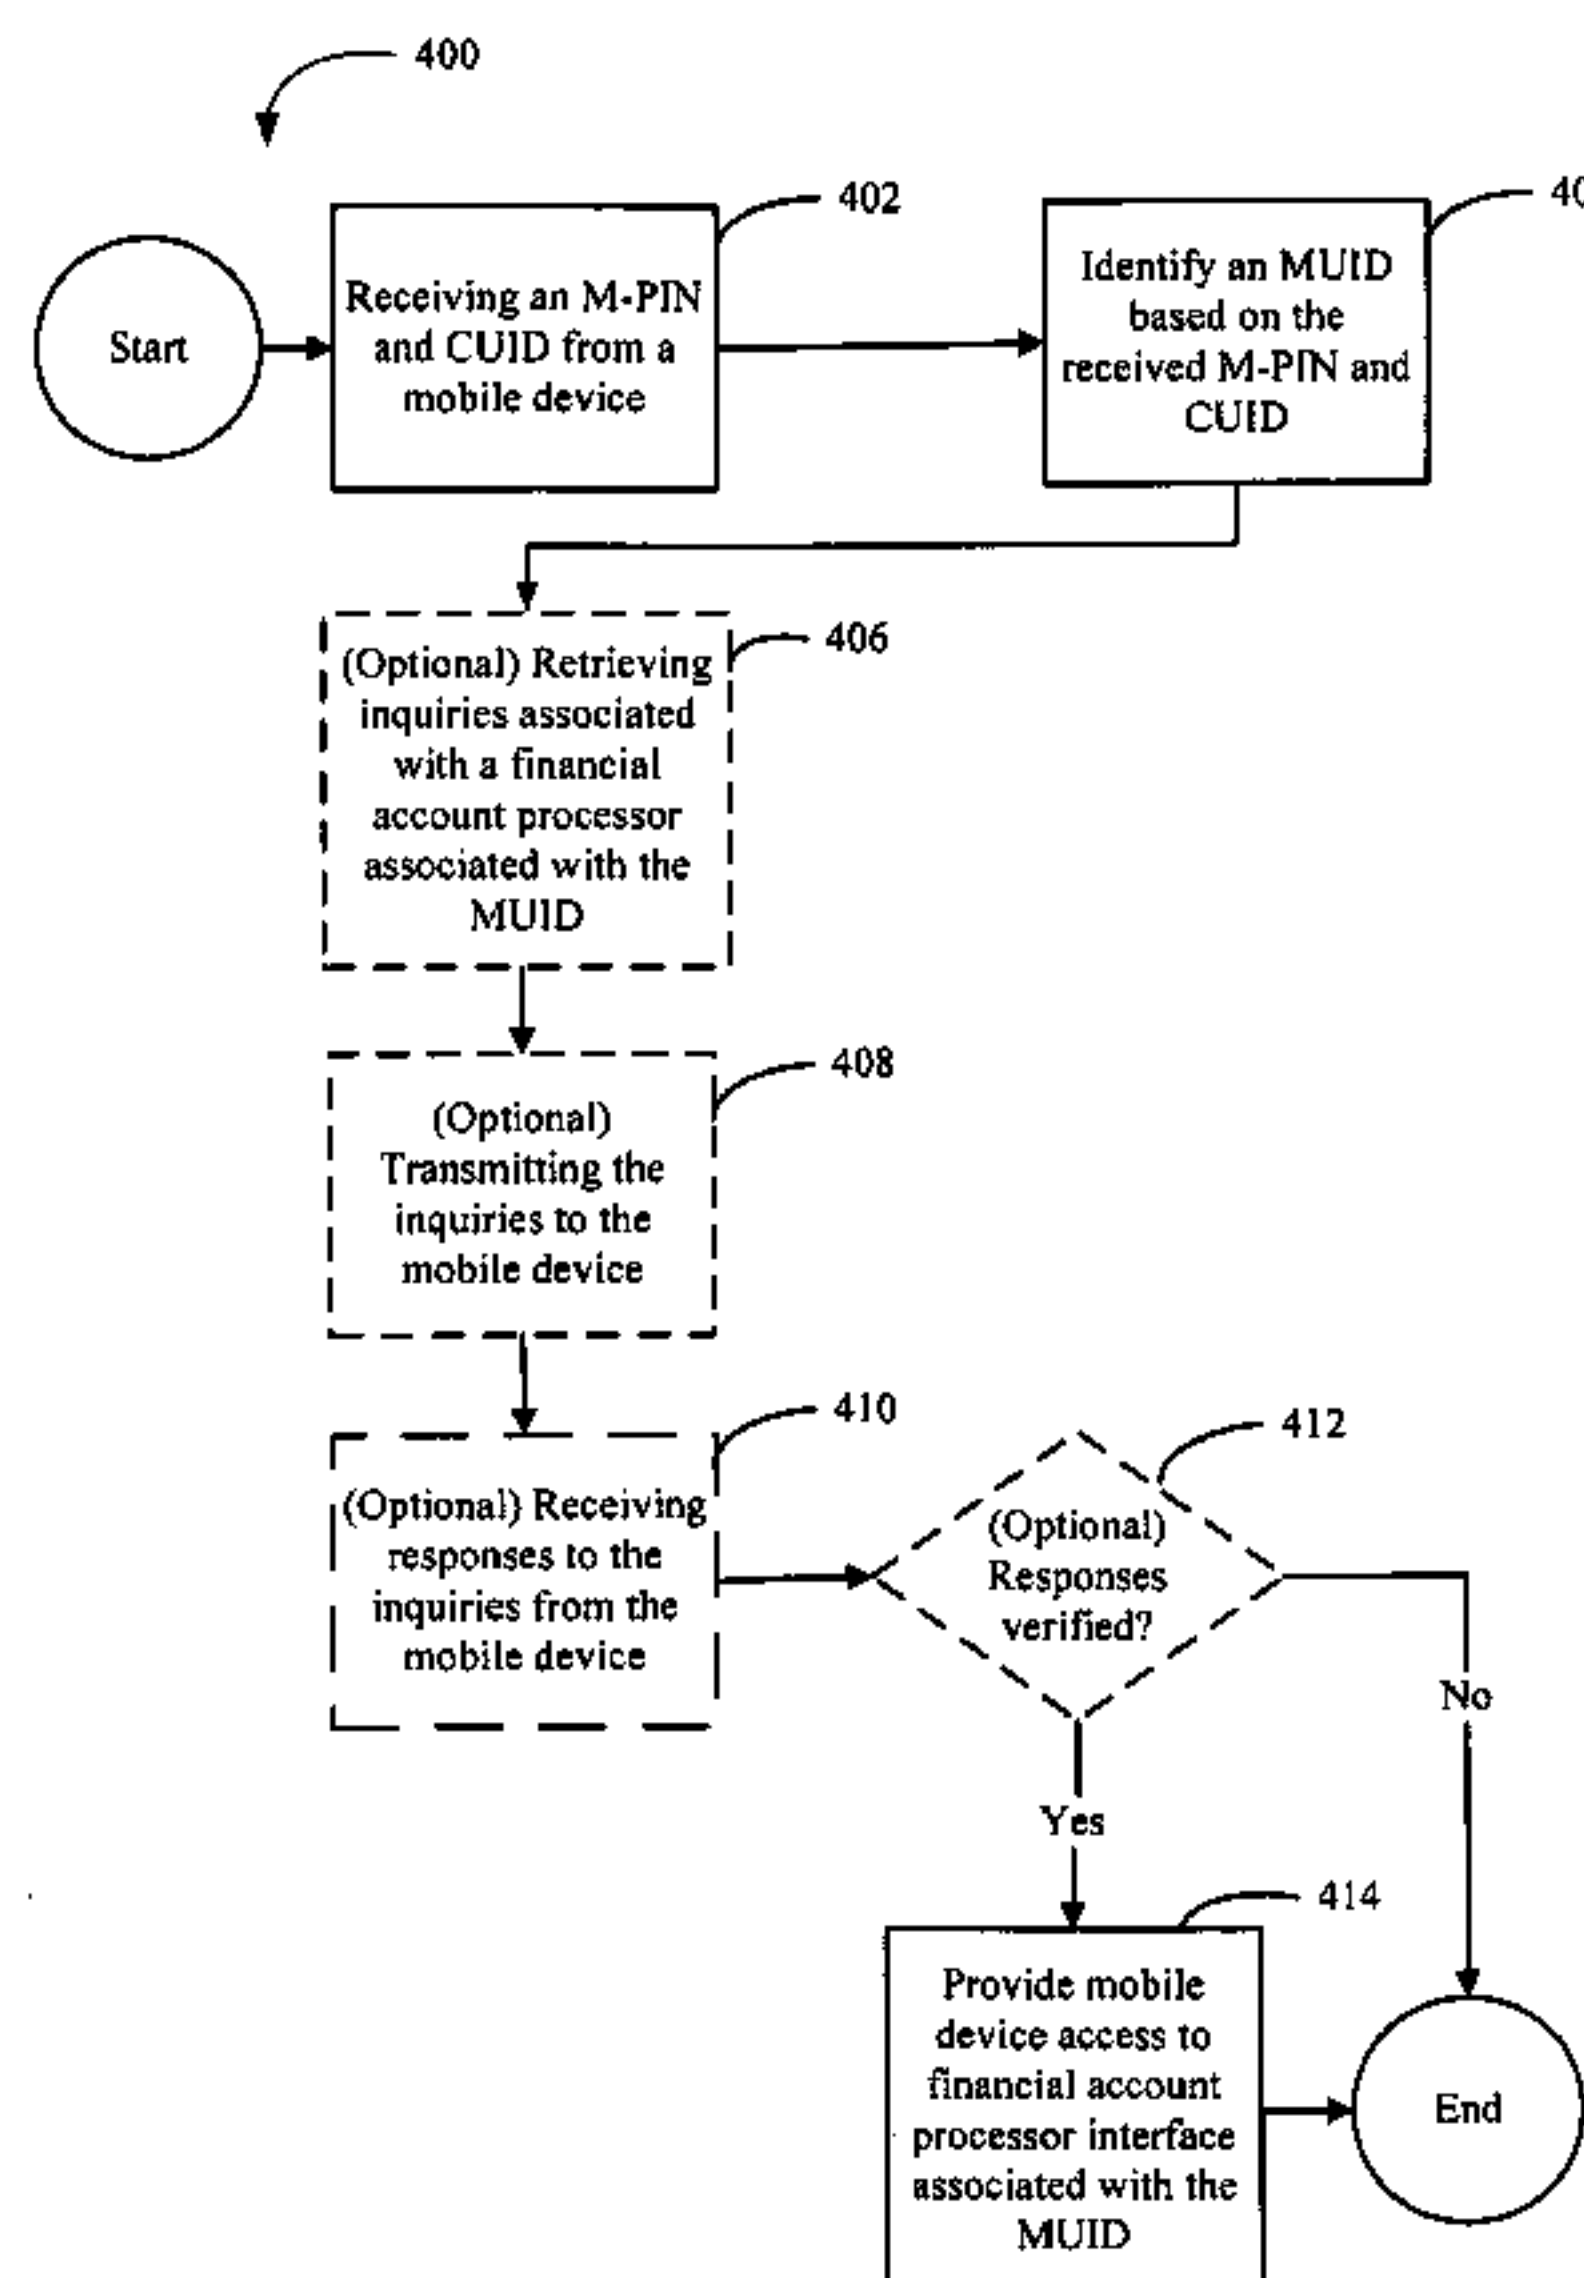 400
402
Start
Receiving an M-PIN
and CUID from a
mobile device
Identify an MUID
based on the
received M-PIN and
CUID
(Optional) Retrieving
inquiries associated
with a financial
account processor
associated with the
MUID
406
(Optional)
Transmitting the
inquiries to the
mobile device
408
(Optional) Receiving
responses to the
inquiries from the
mobile device
410
(Optional)
Responses
verified?
412
No
Yes
414
Provide mobile
device access to
financial account
processor interface
associated with the
MUID
End